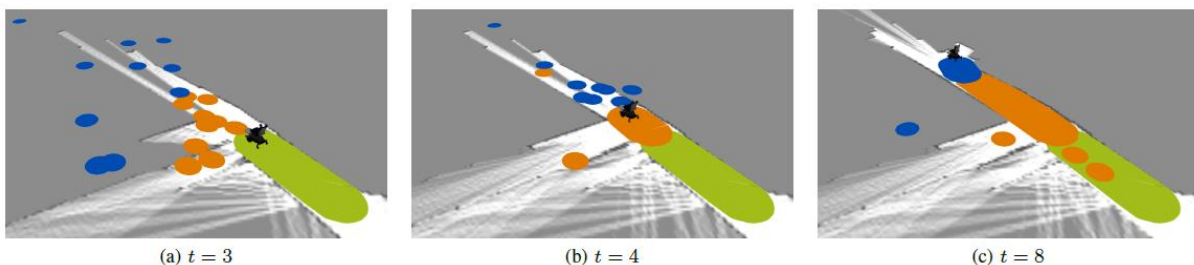 (a) t = 3
(b) t = 4
(c) t = 8